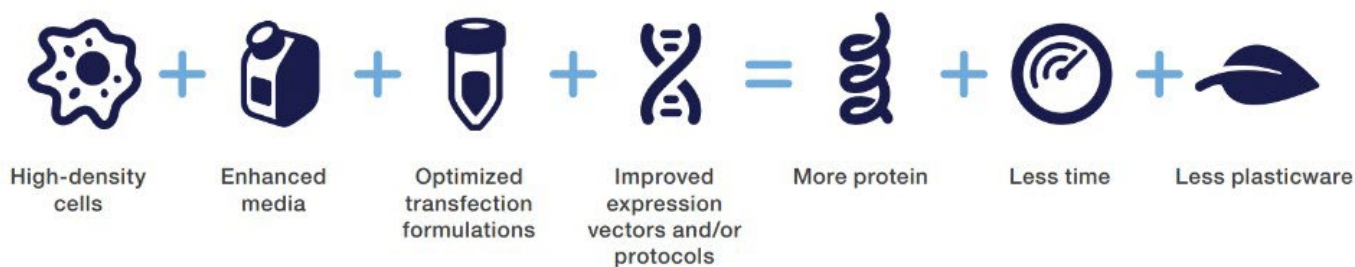 High-density
cells
Enhanced
media
Optimized
transfection
formulations
Improved
expression
vectors and/or
protocols
More protein
Less time
Less plasticware